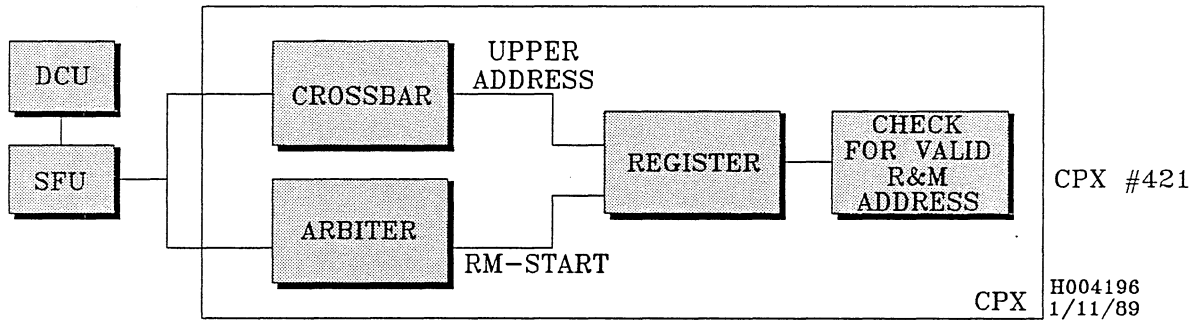 DCU
SFU
CROSSBAR
ARBITER
UPPER
ADDRESS
RM-START
REGISTER
CHECK
FOR VALID
R&M
ADDRESS
CPX #421
CPX
H004196
1/11/89